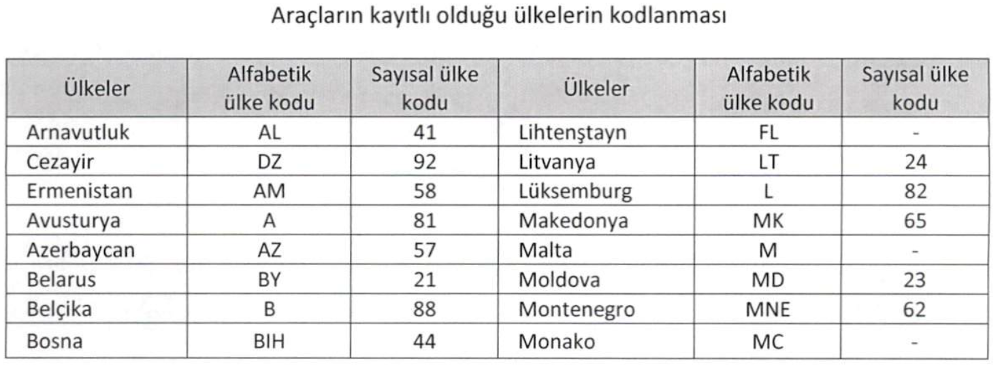 Araçların kayıtlı olduğu ülkelerin kodlanması
Ülkeler Alfabetik ülke kodu Sayısal ülke kodu Ülkeler Alfabetik ülke kodu Sayısal ülke kodu
Arnavutluk AL 41 Lihtenştayn FL -
Cezayir DZ 92 Litvanya LT 24
Ermenistan AM 58 Lüksemburg L 82
Avusturya A 81 Makedonya MK 65
Azerbaycan AZ 57 Malta M -
Belarus BY 21 Moldova MD 23
Belçika B 88 Montenegro MNE 62
Bosna BIH 44 Monako MC -